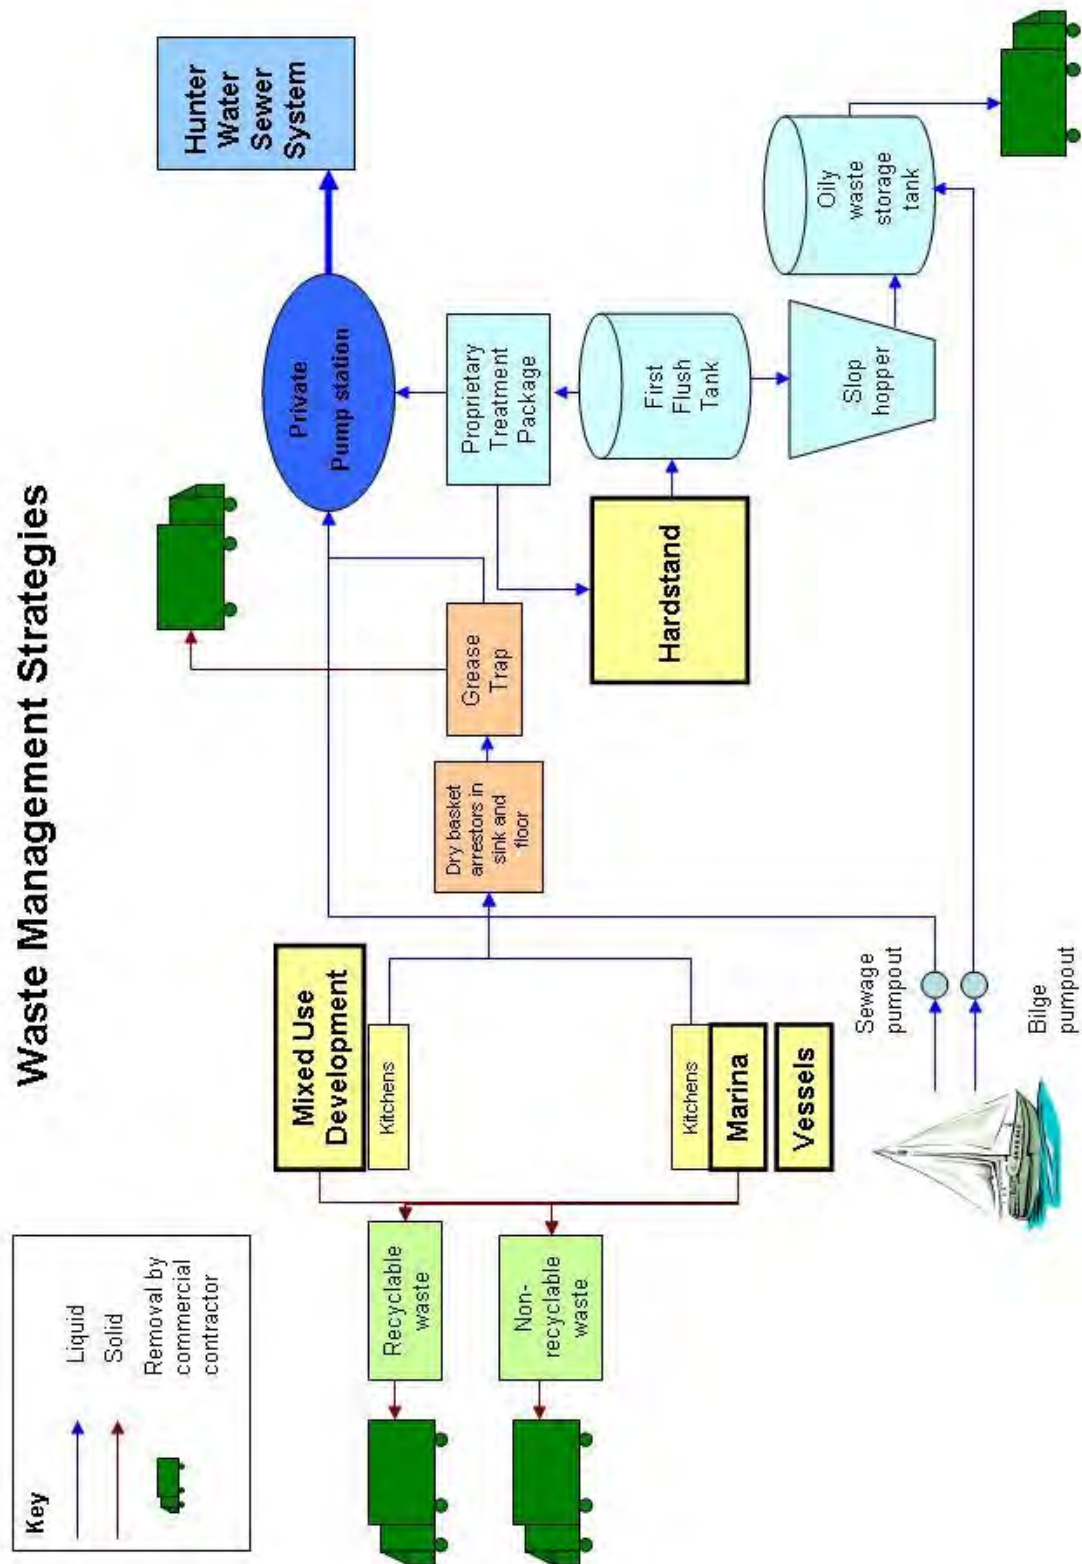 Waste Management Strategies
Key
Liquid
Solid
Removal by
commercial
contractor
Recyclable
waste
Non-
recyclable
waste
Mixed Use
Development
Kitchens
Kitchens
Marina
Vessels
Sewage
pumpout
Bilge
pumpout
Dry basket
arrestors in
sink and
floor
Grease
Trap
Hardstand
Private
Pump station
Proprietary
Treatment
Package
First
Flush
Tank
Slop
hopper
Oily
waste
storage
tank
Hunter
Water
Sewer
System